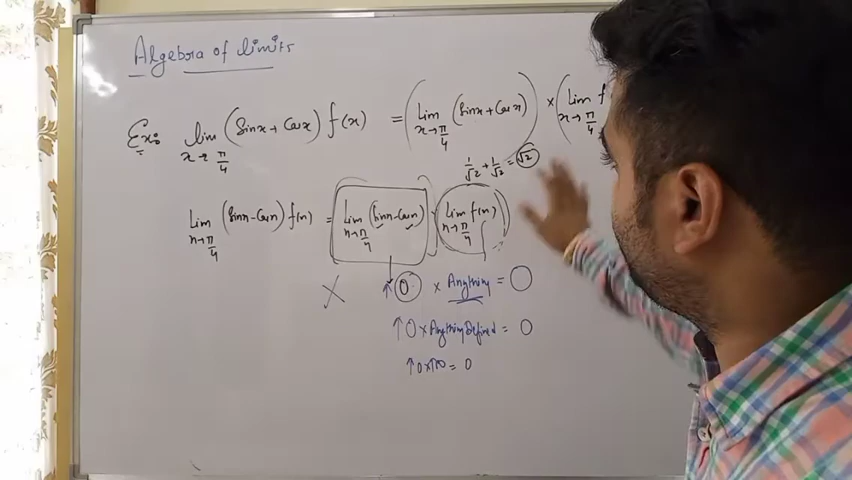 Algebra of limits
Ex: lim x→π/4 (Sinx + Cosx) f(x) = (lim x→π/4 (Sinx + Cosx)) × (lim x→π/4 f
1/√2 + 1/√2 = √2
lim x→π/4 (Sinx - Cosx) f(x) = (lim x→π/4 (Sinx - Cosx)) (lim x→π/4 f(x))
× ↑ 0 × Anything = 0
↑ 0 × Anything Defined = 0
↑ 0 × 100 = 0